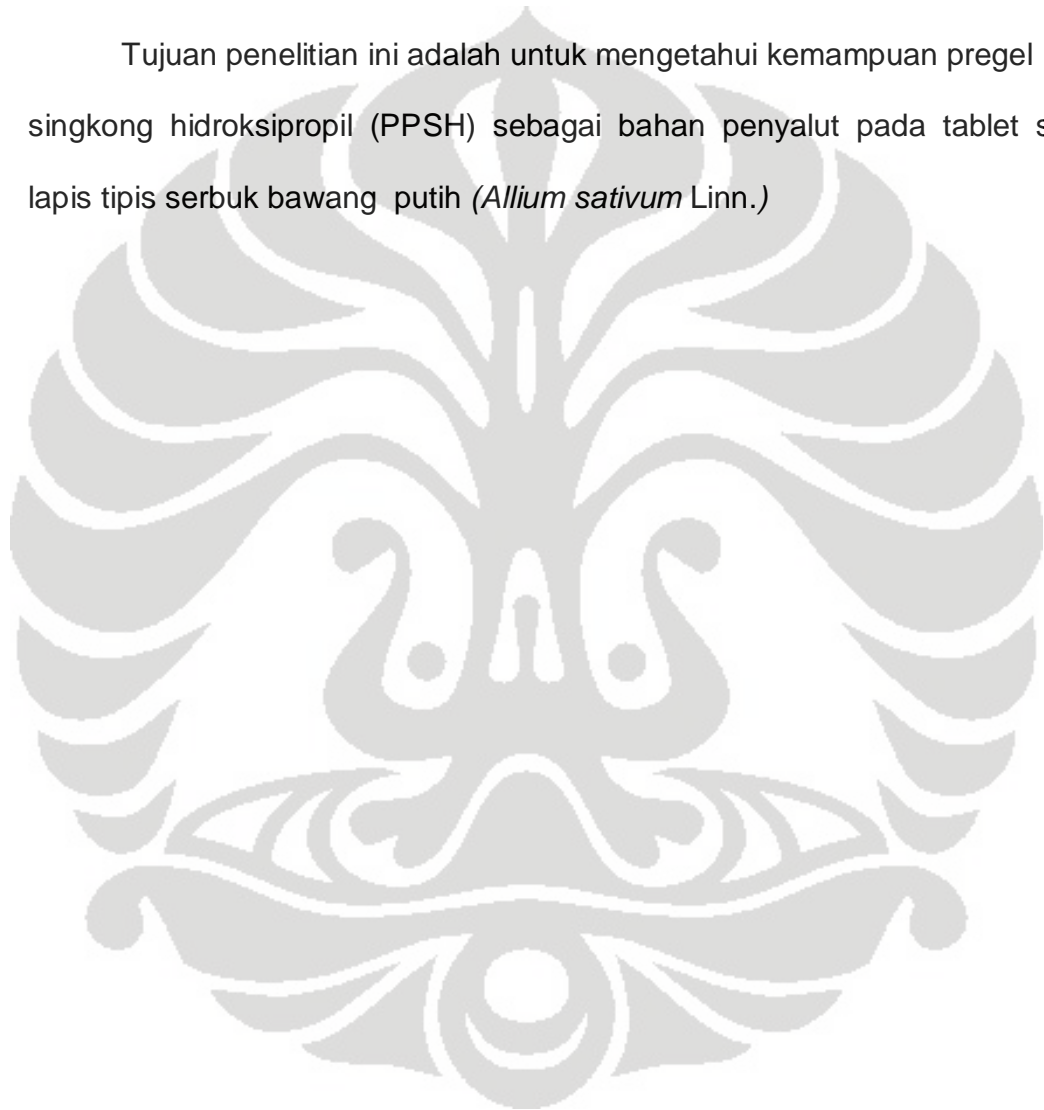 Tujuan penelitian ini adalah untuk mengetahui kemampuan pregel
singkong hidroksipropil (PPSH) sebagai bahan penyalut pada tablet s
lapis tipis serbuk bawang putih (Allium sativum Linn.)